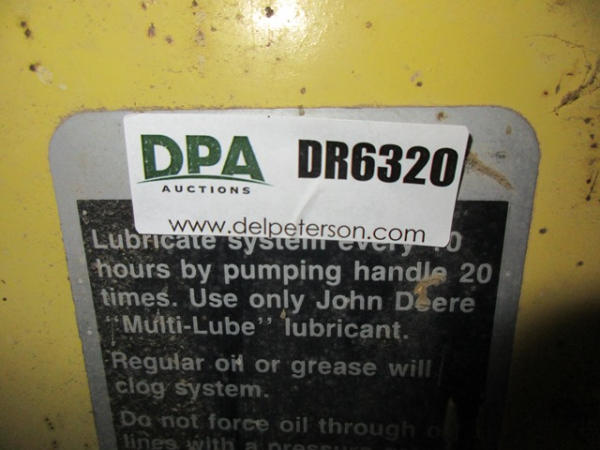 DPA DR6320
AUCTIONS
www.delpeterson.com
Lubricate system every 0
hours by pumping handle 20
times. Use only John Deere
"Multi-Lube" lubricant.
Regular oil or grease will
clog system.
Do not force oil through
lines with a pressure